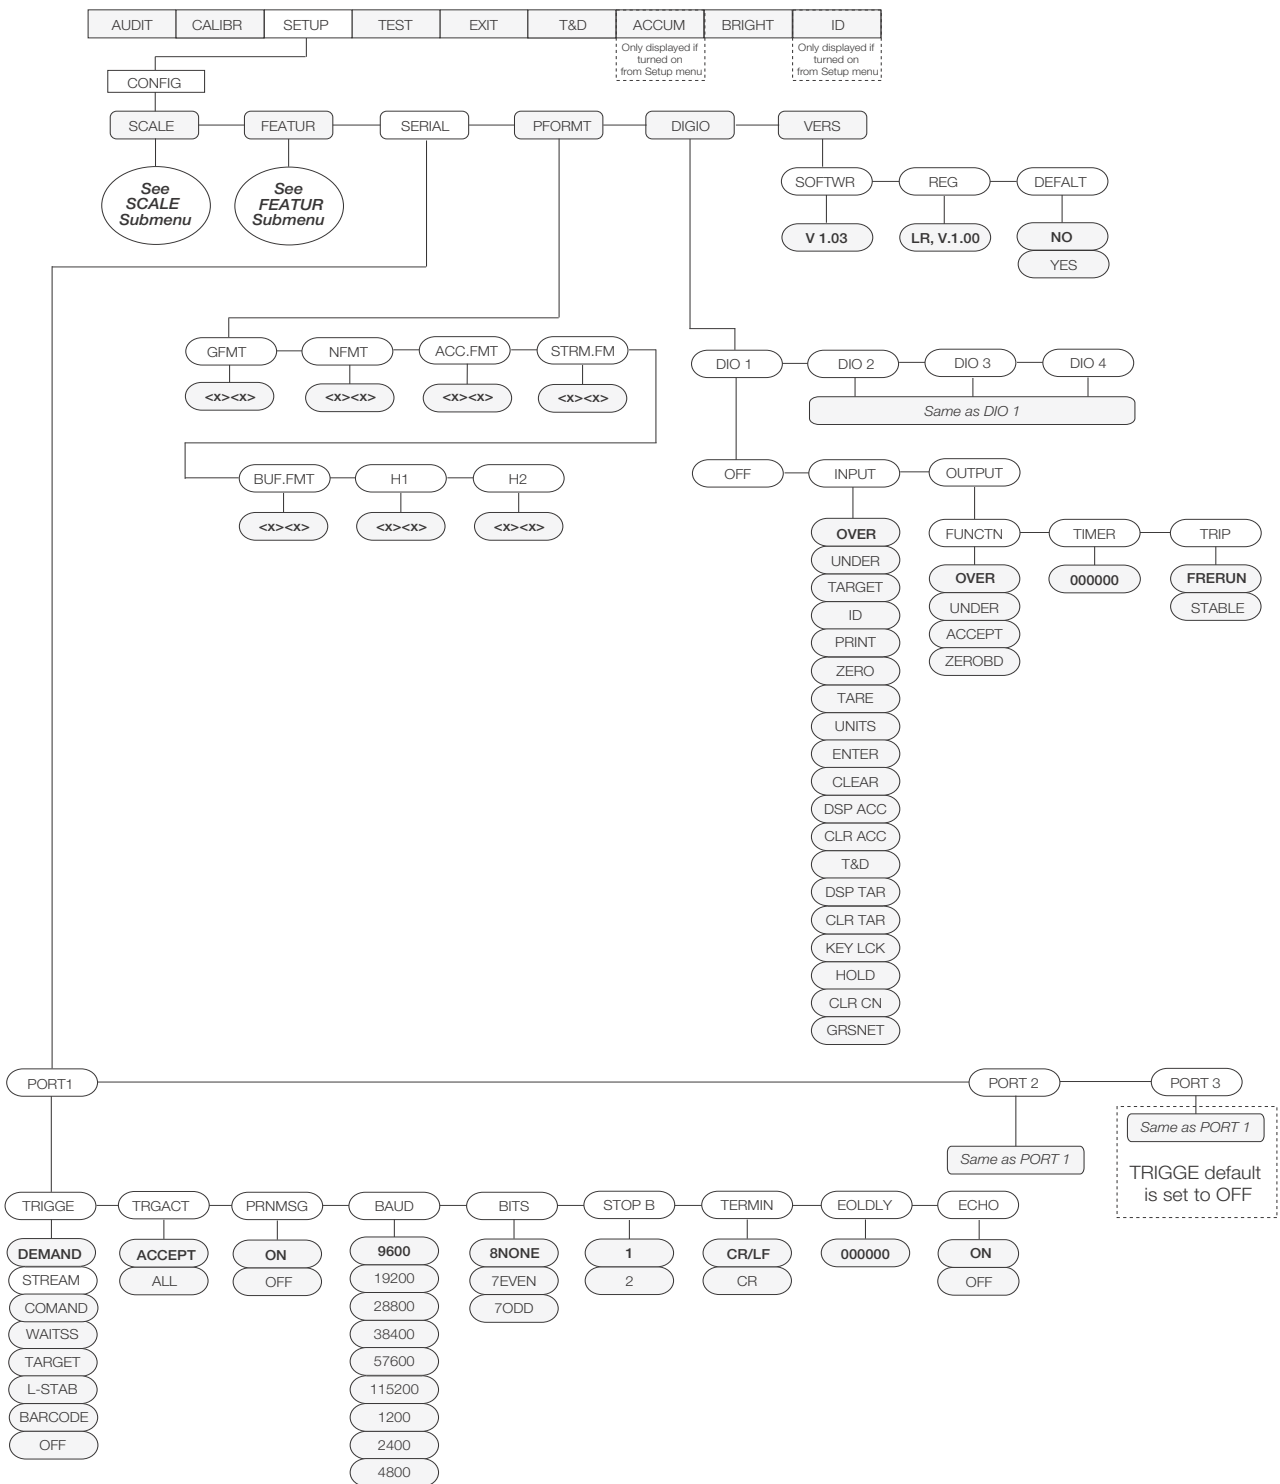 AUDIT CALIBR SETUP TEST EXIT T&D ACCUM BRIGHT ID
Only displayed if
turned on
from Setup menu
Only displayed if
turned on
from Setup menu
CONFIG
SCALE FEATUR SERIAL PFORMT DIGIO VERS
See
SCALE
Submenu
See
FEATUR
Submenu
SOFTWR REG DEFALT
V 1.03 LR, V.1.00 NO
YES
GFMT NFMT ACC.FMT STRM.FM
<x><x> <x><x> <x><x> <x><x>
BUF.FMT H1 H2
<x><x> <x><x> <x><x>
DIO 1 DIO 2 DIO 3 DIO 4
Same as DIO 1
OFF INPUT OUTPUT
OVER
UNDER
TARGET
ID
PRINT
ZERO
TARE
UNITS
ENTER
CLEAR
DSP ACC
CLR ACC
T&D
DSP TAR
CLR TAR
KEY LCK
HOLD
CLR CN
GRSNET
FUNCTN TIMER TRIP
OVER 000000 FRERUN
UNDER STABLE
ACCEPT
ZEROBD
PORT1 PORT 2 PORT 3
Same as PORT 1
Same as PORT 1
TRIGGE default
is set to OFF
TRIGGE TRGACT PRNMSG BAUD BITS STOP B TERMIN EOLDLY ECHO
DEMAND ACCEPT ON 9600 8NONE 1 CR/LF 000000 ON
STREAM ALL OFF 19200 7EVEN 2 CR OFF
COMAND 28800 7ODD
WAITSS 38400
TARGET 57600
L-STAB 115200
BARCODE 1200
OFF 2400
4800